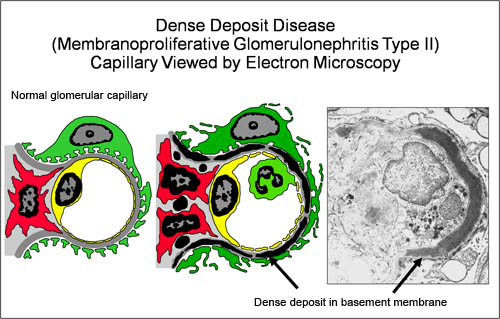 Dense Deposit Disease
(Membranoproliferative Glomerulonephritis Type II)
Capillary Viewed by Electron Microscopy
Normal glomerular capillary
Dense deposit in basement membrane